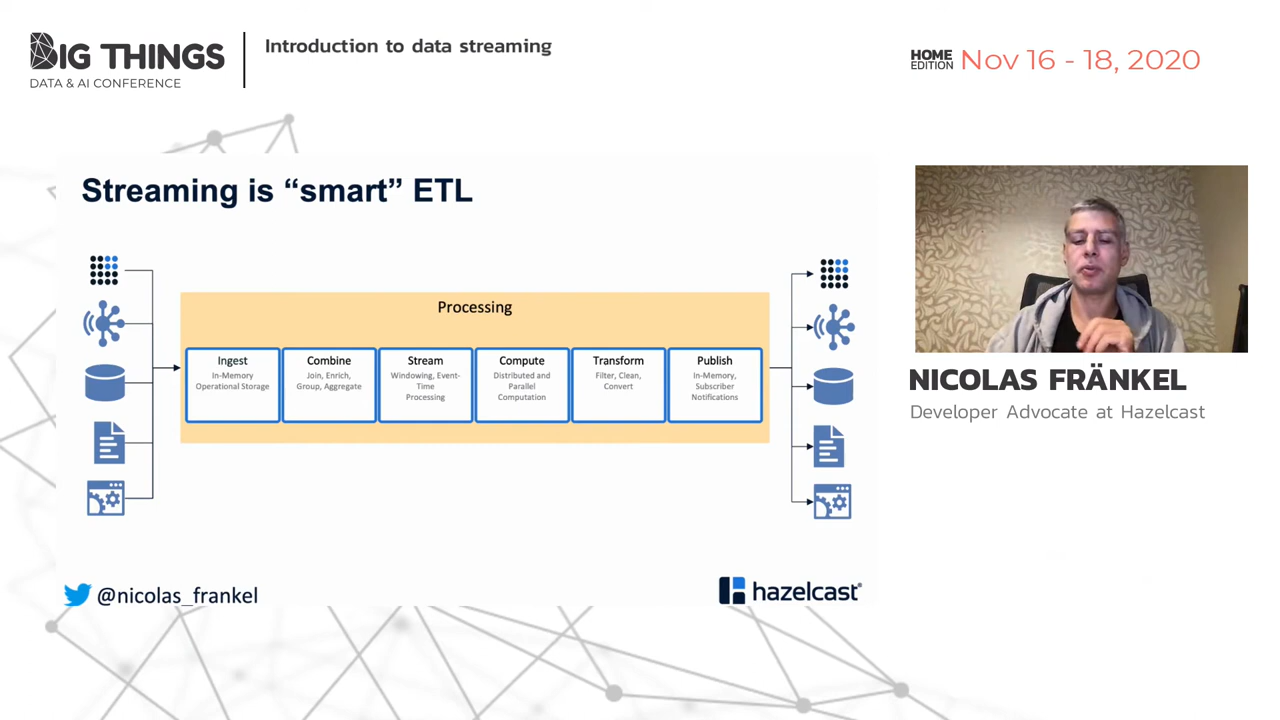 BIG THINGS
DATA & AI CONFERENCE
Introduction to data streaming
HOME
EDITION
Nov 16 - 18, 2020
Streaming is “smart” ETL
Processing
Ingest
In-Memory
Operational Storage
Combine
Join, Enrich,
Group, Aggregate
Stream
Windowing, Event-
Time
Processing
Compute
Distributed and
Parallel
Computation
Transform
Filter, Clean,
Convert
Publish
In-Memory,
Subscriber
Notifications
@nicolas_frankel
hazelcast®
NICOLAS FRÄNKEL
Developer Advocate at Hazelcast